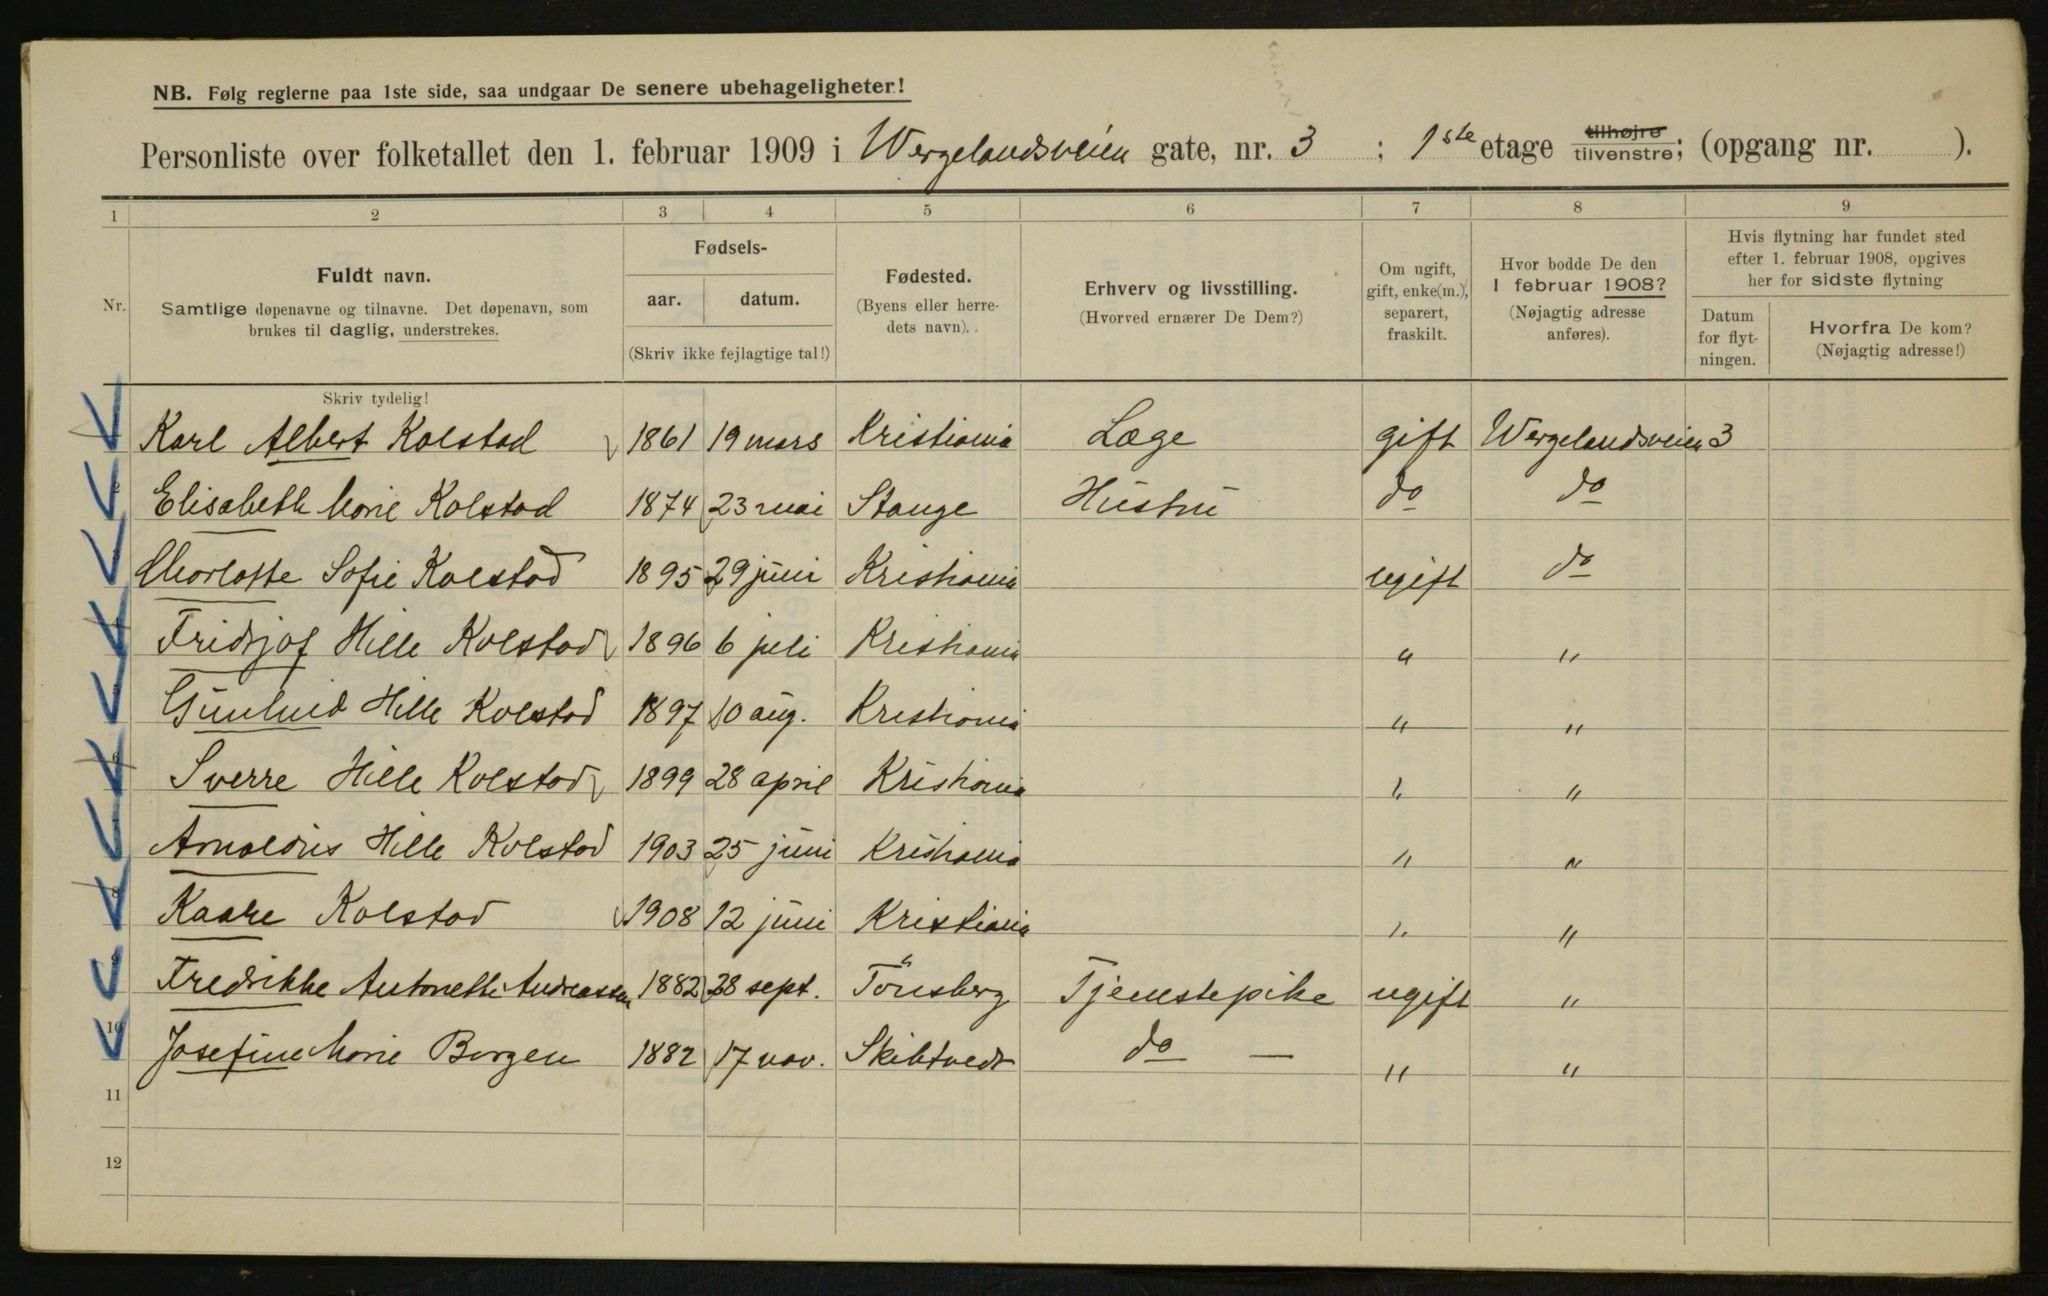 NB. Følg reglerne paa 1ste side, saa undgaar De senere ubehageligheter!
Personliste over folketallet den 1. februar 1909 i Wergelandsveien gate, nr. 3 ; 1ste etage tilhøjre tilvenstre; (opgang nr. ).
1 2 3 4 5 6 7 8 9
Nr.
Fuldt navn.
Samtlige døpenavne og tilnavne. Det døpenavn, som
brukes til daglig, understrekes.
Fødsels-
aar. datum.
(Skriv ikke fejlagtige tal!)
Fødested.
(Byens eller herre-
dets navn).
Erhverv og livsstilling.
(Hvorved ernærer De Dem?)
Om ugift,
gift, enke(m.),
separert,
fraskilt.
Hvor bodde De den
1 februar 1908?
(Nøjagtig adresse
anføres).
Hvis flytning har fundet sted
efter 1. februar 1908, opgives
her for sidste flytning
Datum
for flyt-
ningen.
Hvorfra De kom?
(Nøjagtig adresse!)
Skriv tydelig!
Karl Albert Kolstad 1861 19 mars Kristiania Læge gift Wergelandsveien 3
2 Elisabeth Marie Kolstad 1874 23 mai Stange Hustru do do
3 Charlotte Sofie Kolstad 1895 29 juni Kristiania ugift do
4 Fridtjof Hille Kolstad 1896 6 juli Kristiania " "
5 Gunhild Hille Kolstad 1897 10 aug. Kristiania " "
6 Sverre Hille Kolstad 1899 28 april Kristiania " "
7 Arnoldus Hille Kolstad 1903 25 juni Kristiania " "
8 Kaare Kolstad 1908 12 juni Kristiania " "
9 Fredrikke Antonette Andreassen 1882 28 sept. Tönsberg Tjenestepike ugift "
10 Josefine Marie Borgen 1882 17 nov. Skibtvedt do — " "
11
12